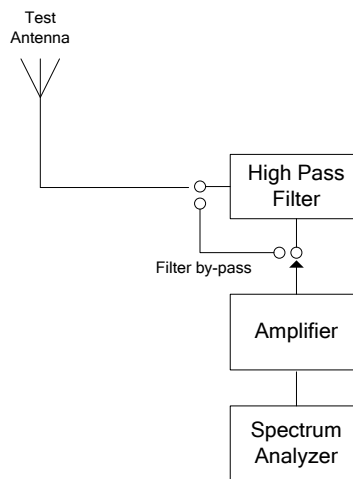 Test
Antenna
High Pass
Filter
Filter by-pass
Amplifier
Spectrum
Analyzer